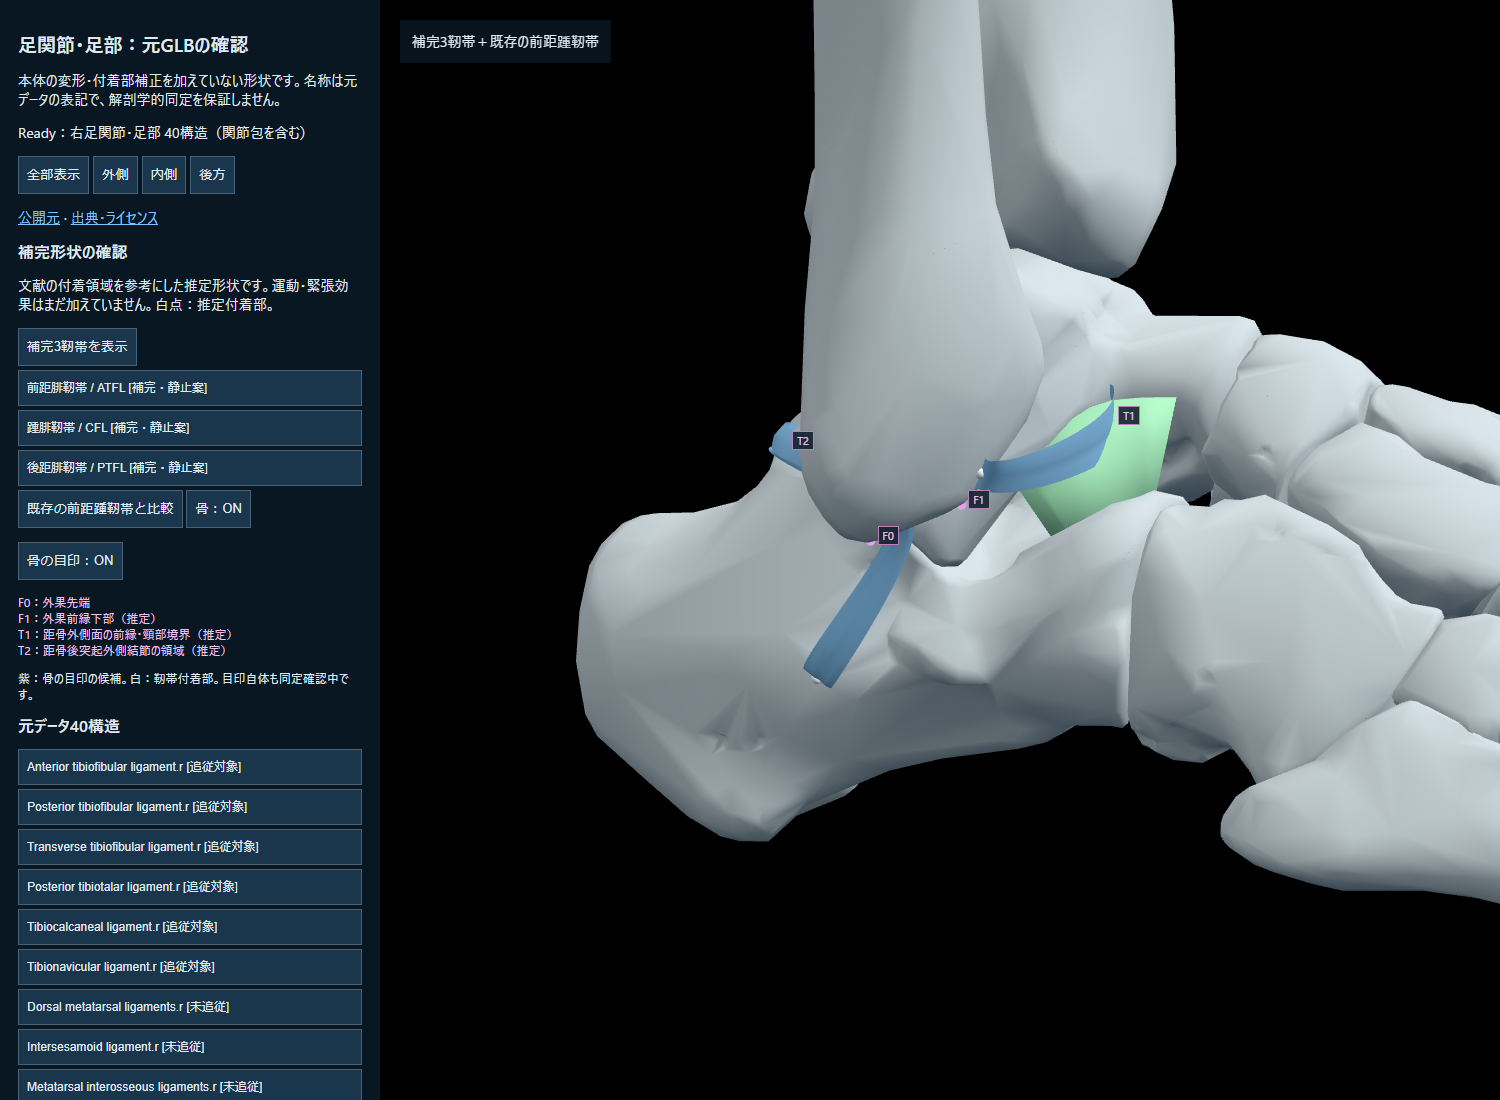 足関節・足部：元GLBの確認
本体の変形・付着部補正を加えていない形状です。名称は元
データの表記で、解剖学的同定を保証しません。
Ready：右足関節・足部 40構造（関節包を含む）
全部表示 外側 内側 後方
公開元 · 出典・ライセンス
補完形状の確認
文献の付着領域を参考にした推定形状です。運動・緊張効
果はまだ加えていません。白点：推定付着部。
補完3靭帯を表示
前距腓靭帯 / ATFL [補完・静止案]
踵腓靭帯 / CFL [補完・静止案]
後距腓靭帯 / PTFL [補完・静止案]
既存の前距踵靭帯と比較 骨：ON
骨の目印：ON
F0：外果先端
F1：外果前縁下部（推定）
T1：距骨外側面の前縁・頸部境界（推定）
T2：距骨後突起外側結節の領域（推定）
紫：骨の目印の候補。白：靭帯付着部。目印自体も同定確認中で
す。
元データ40構造
Anterior tibiofibular ligament.r [追従対象]
Posterior tibiofibular ligament.r [追従対象]
Transverse tibiofibular ligament.r [追従対象]
Posterior tibiotalar ligament.r [追従対象]
Tibiocalcaneal ligament.r [追従対象]
Tibionavicular ligament.r [追従対象]
Dorsal metatarsal ligaments.r [未追従]
Intersesamoid ligament.r [未追従]
Metatarsal interosseous ligaments.r [未追従]
補完3靭帯＋既存の前距踵靭帯
T1
T2
F1
F0